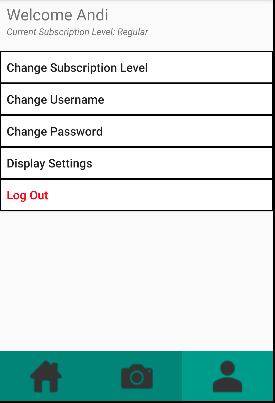 Welcome Andi
Current Subscription Level: Regular
Change Subscription Level
Change Username
Change Password
Display Settings
Log Out